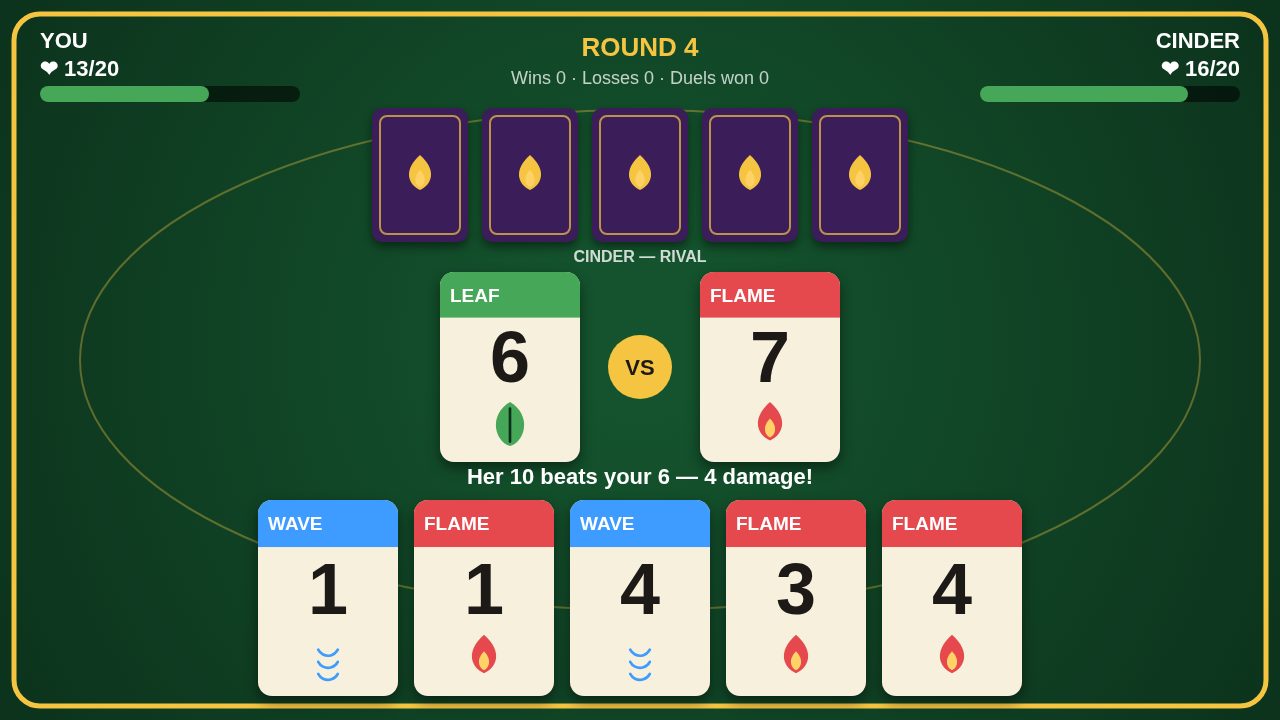 YOU
❤ 13/20
ROUND 4
Wins 0 · Losses 0 · Duels won 0
CINDER
❤ 16/20
CINDER — RIVAL
LEAF
6
VS
FLAME
7
Her 10 beats your 6 — 4 damage!
WAVE
1
FLAME
1
WAVE
4
FLAME
3
FLAME
4